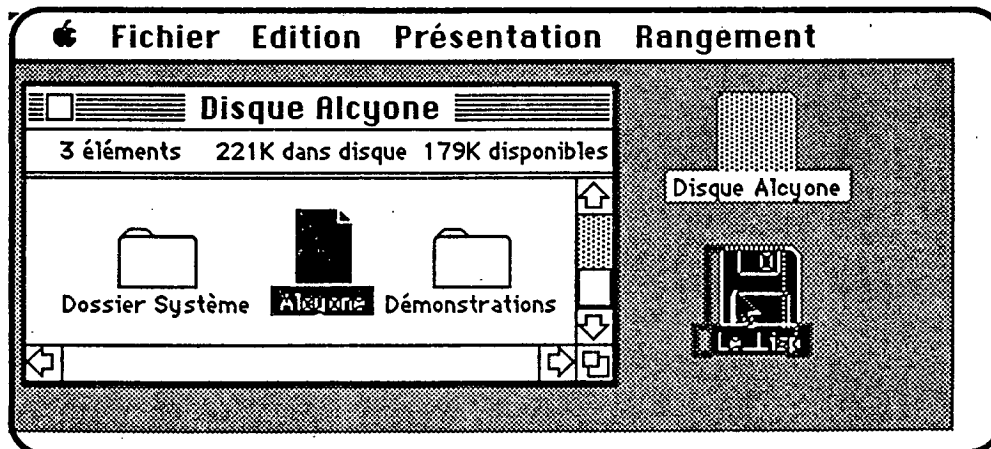 Fichier Edition Présentation Rangement
Disque Alcyone
3 éléments 221K dans disque 179K disponibles
Dossier Système Alcyone Démonstrations
Disque Alcyone